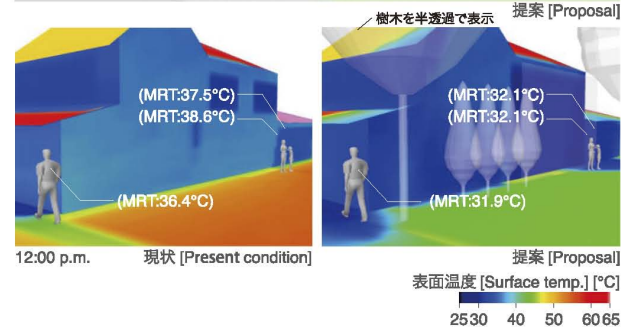 提案 [Proposal]
樹木を半透過で表示
(MRT:37.5°C)
(MRT:38.6°C)
(MRT:36.4°C)
(MRT:32.1°C)
(MRT:32.1°C)
(MRT:31.9°C)
12:00 p.m.
現状 [Present condition]
提案 [Proposal]
表面温度 [Surface temp.] [°C]
25 30 40 50 60 65